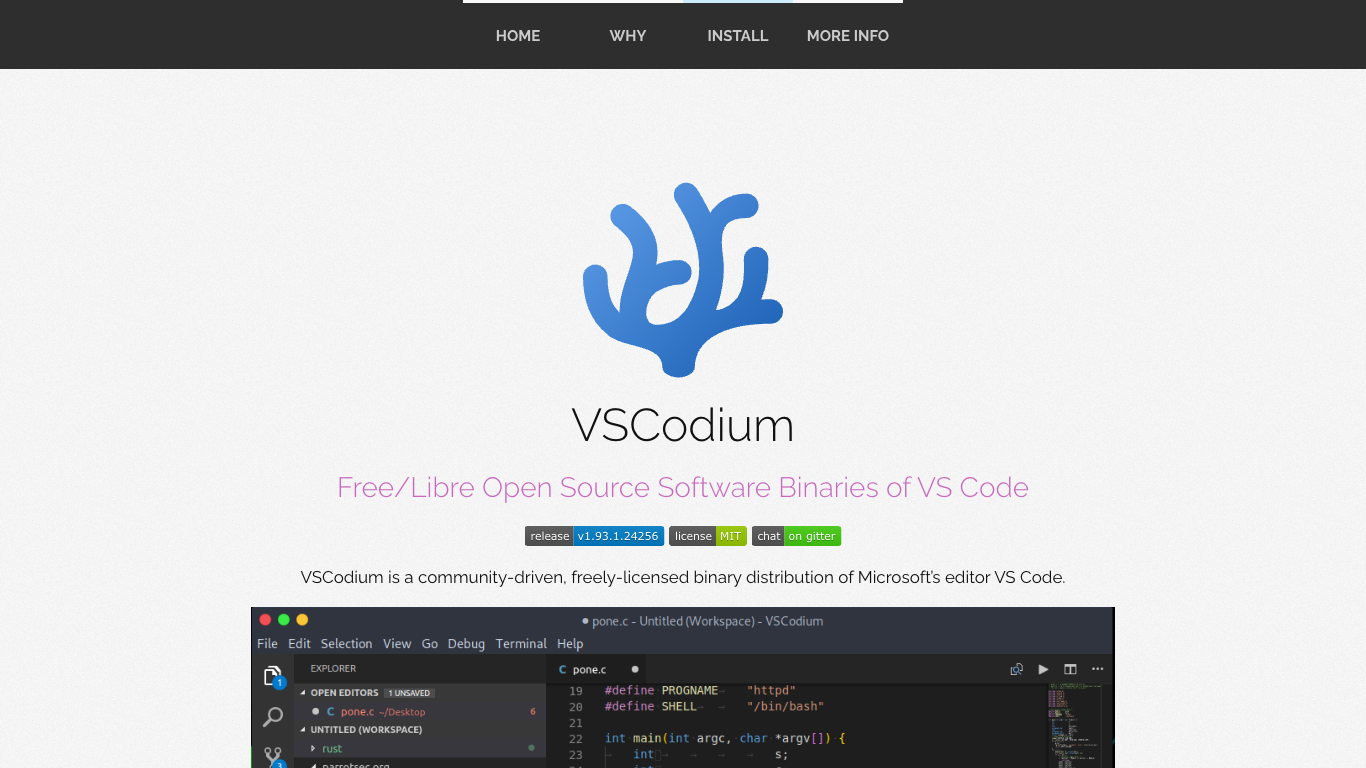 HOME WHY INSTALL MORE INFO
VSCodium
Free/Libre Open Source Software Binaries of VS Code
release v1.93.1.24256 license MIT chat on gitter
VSCodium is a community-driven, freely-licensed binary distribution of Microsoft's editor VS Code.
pone.c - Untitled (Workspace) - VSCodium
File Edit Selection View Go Debug Terminal Help
EXPLORER
C pone.c
1
OPEN EDITORS 1 UNSAVED
C pone.c ~/Desktop 6
UNTITLED (WORKSPACE)
rust
parrotsec.org
3
19 #define PROGNAME "httpd"
20 #define SHELL "/bin/bash"
21
22 int main(int argc, char *argv[]) {
23 int s;